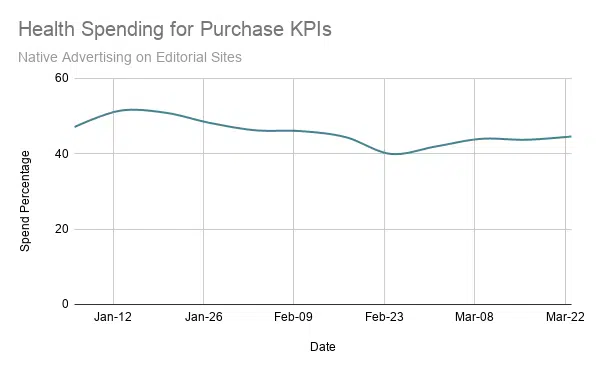 Health Spending for Purchase KPIs
Native Advertising on Editorial Sites
60
40
20
0
Spend Percentage
Jan-12 Jan-26 Feb-09 Feb-23 Mar-08 Mar-22
Date